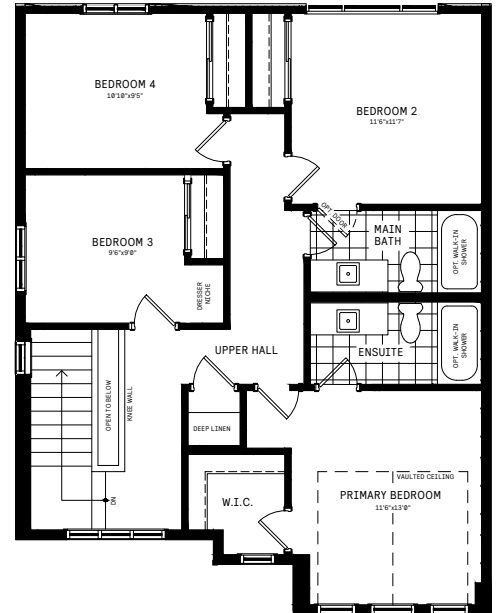 BEDROOM 4
10'10"x9'5"
BEDROOM 2
11'6"x11'7"
OPT. DOOR
MAIN
BATH
OPT. WALK-IN
SHOWER
BEDROOM 3
9'6"x9'0"
DRESSER
NICHE
UPPER HALL
ENSUITE
OPT. WALK-IN
SHOWER
OPEN TO BELOW
KNEE WALL
DEEP LINEN
DN
W.I.C.
VAULTED CEILING
PRIMARY BEDROOM
11'6"x13'0"